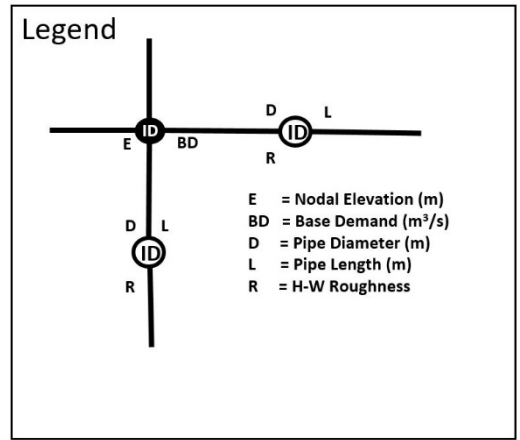 Legend
ID
E BD
D L
ID
R
E = Nodal Elevation (m)
BD = Base Demand (m³/s)
D = Pipe Diameter (m)
L = Pipe Length (m)
R = H-W Roughness
D L
ID
R